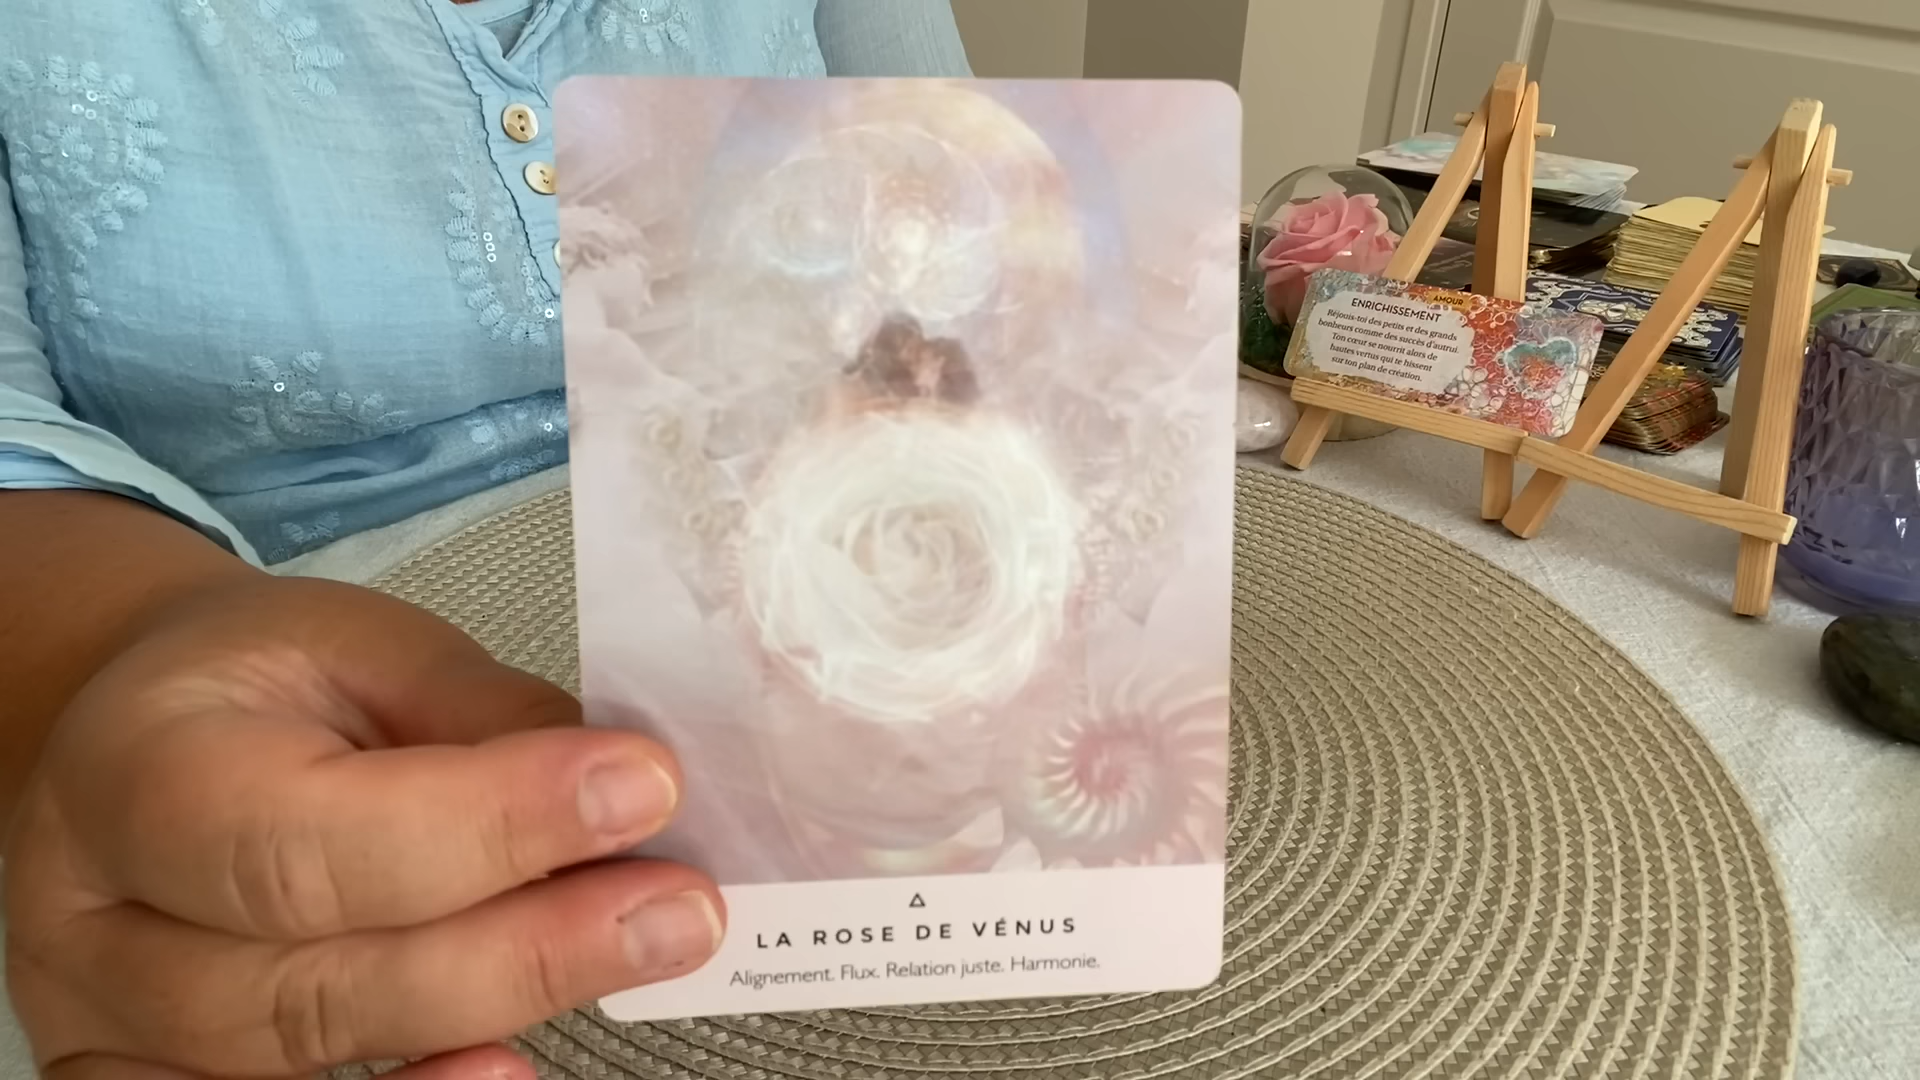 LA ROSE DE VÉNUS
Alignement. Flux. Relation juste. Harmonie.
AMOUR
ENRICHISSEMENT
Réjouis-toi des petits et des grands
bonheurs comme des succès d'autrui.
Ton cœur se nourrit alors de
hautes vertus qui te hissent
sur ton plan de création.